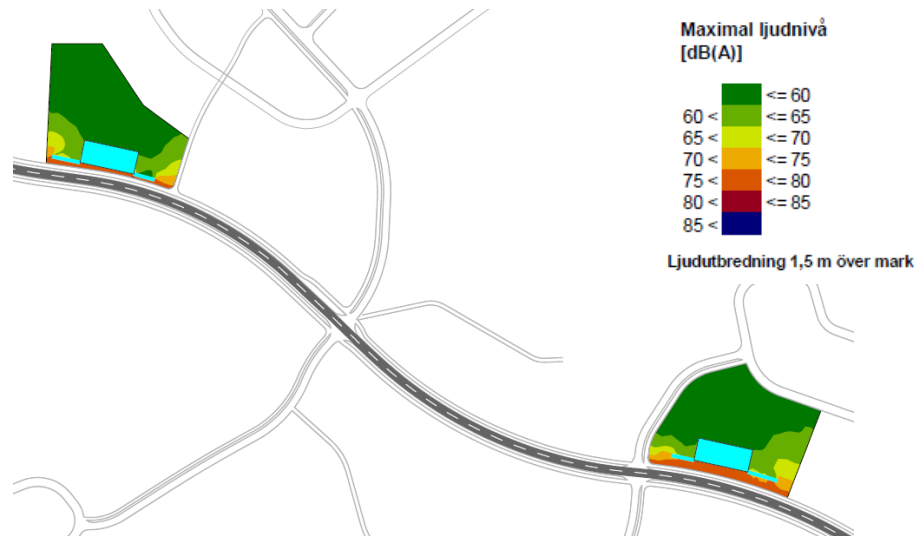 Maximal ljudnivå
[dB(A)]
<= 60
60 < <= 65
65 < <= 70
70 < <= 75
75 < <= 80
80 < <= 85
85 <
Ljudutbredning 1,5 m över mark